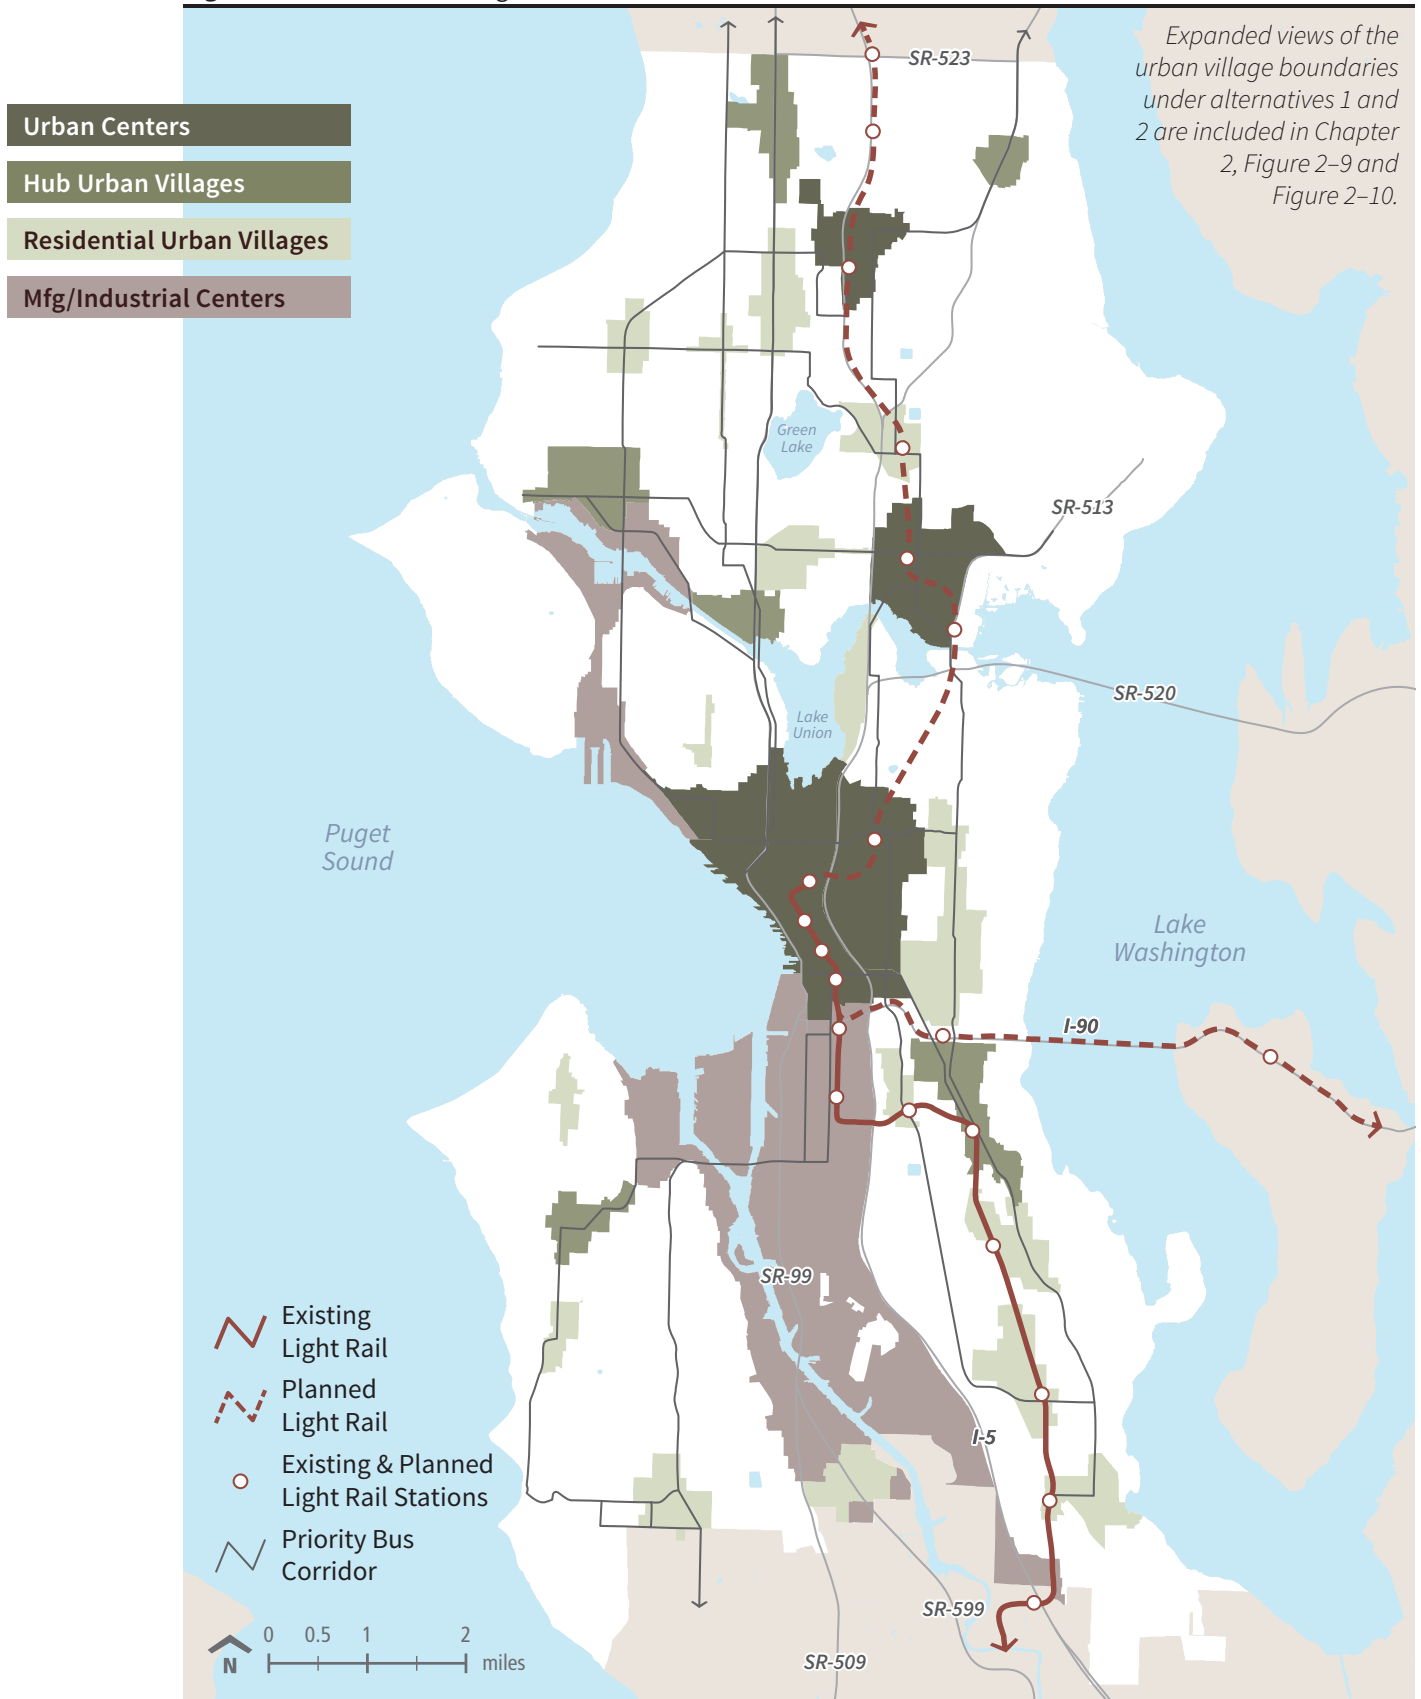 Expanded views of the
urban village boundaries
under alternatives 1 and
2 are included in Chapter
2, Figure 2–9 and
Figure 2–10.
Urban Centers
Hub Urban Villages
Residential Urban Villages
Mfg/Industrial Centers
SR-523
Green
Lake
SR-513
SR-520
Lake
Union
Puget
Sound
Lake
Washington
I-90
SR-99
I-5
SR-599
SR-509
Existing
Light Rail
Planned
Light Rail
Existing & Planned
Light Rail Stations
Priority Bus
Corridor
N
0 0.5 1 2
miles